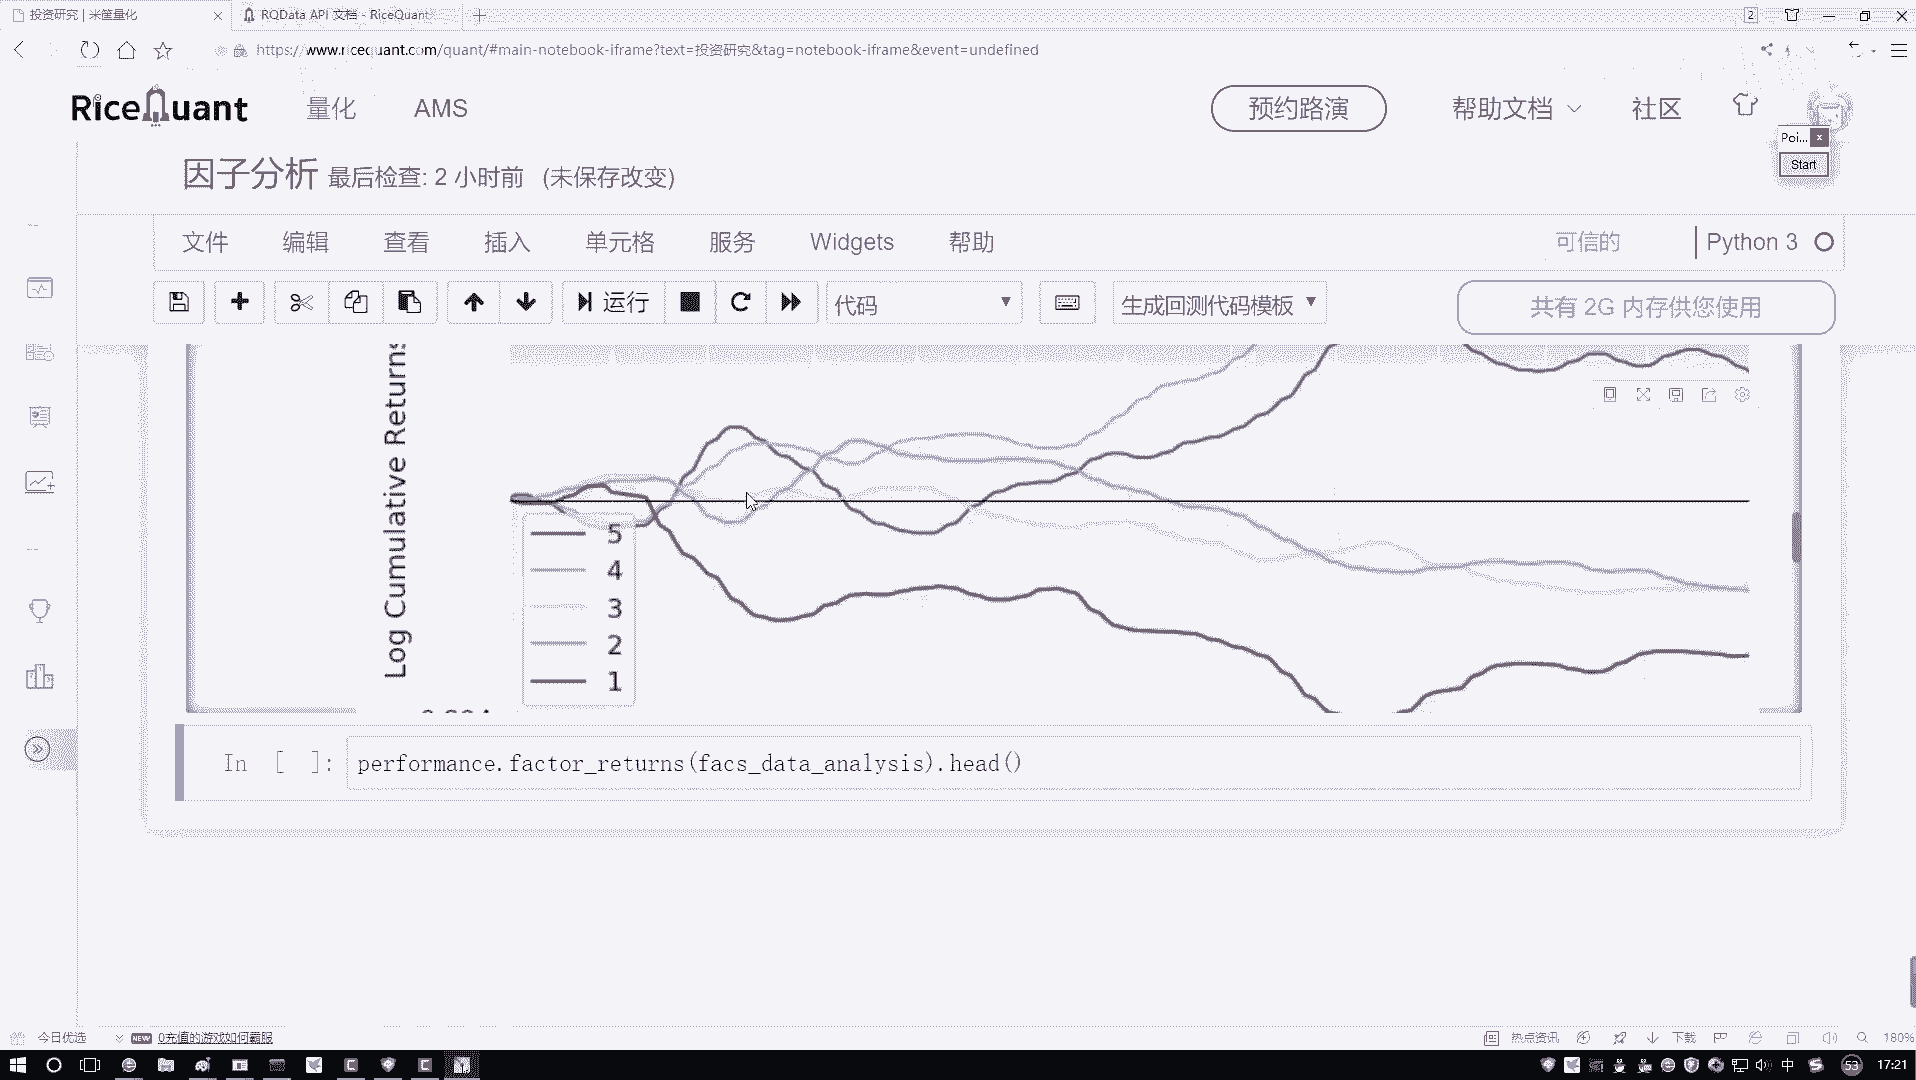 投资研究 | 米筐量化
RQData API 文档 - RiceQuant
2
https://www.ricequant.com/quant/#main-notebook-iframe?text=投资研究&tag=notebook-iframe&event=undefined
RiceQuant
量化
AMS
预约路演
帮助文档
社区
Poi...
Start
因子分析 最后检查: 2 小时前 (未保存改变)
文件
编辑
查看
插入
单元格
服务
Widgets
帮助
可信的
Python 3
运行
代码
生成回测代码模板
共有 2G 内存供您使用
Log Cumulative Returns
5
4
3
2
1
In [ ]:
performance.factor_returns(facs_data_analysis).head()
今日优选
NEW
0充值的游戏如何霸服
热点资讯
下载
180%
中
53
17:21